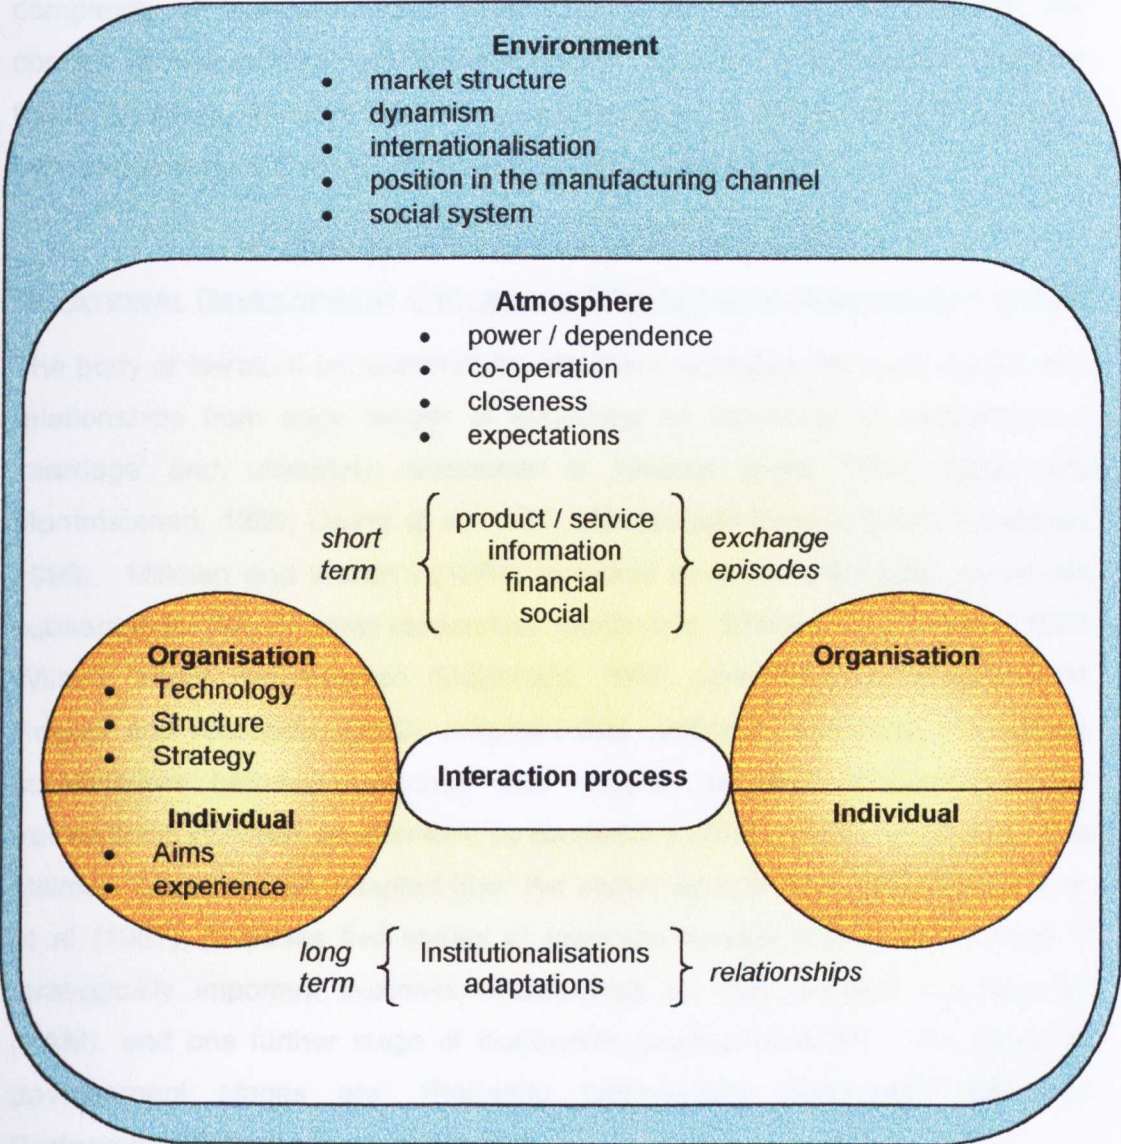 Environment
• market structure
• dynamism
• internationalisation
• position in the manufacturing channel
• social system
Atmosphere
• power / dependence
• co-operation
• closeness
• expectations
short term
product / service
information
financial
social
exchange episodes
Organisation
• Technology
• Structure
• Strategy
Individual
• Aims
• experience
Interaction process
Organisation
Individual
long term
Institutionalisations
adaptations
relationships